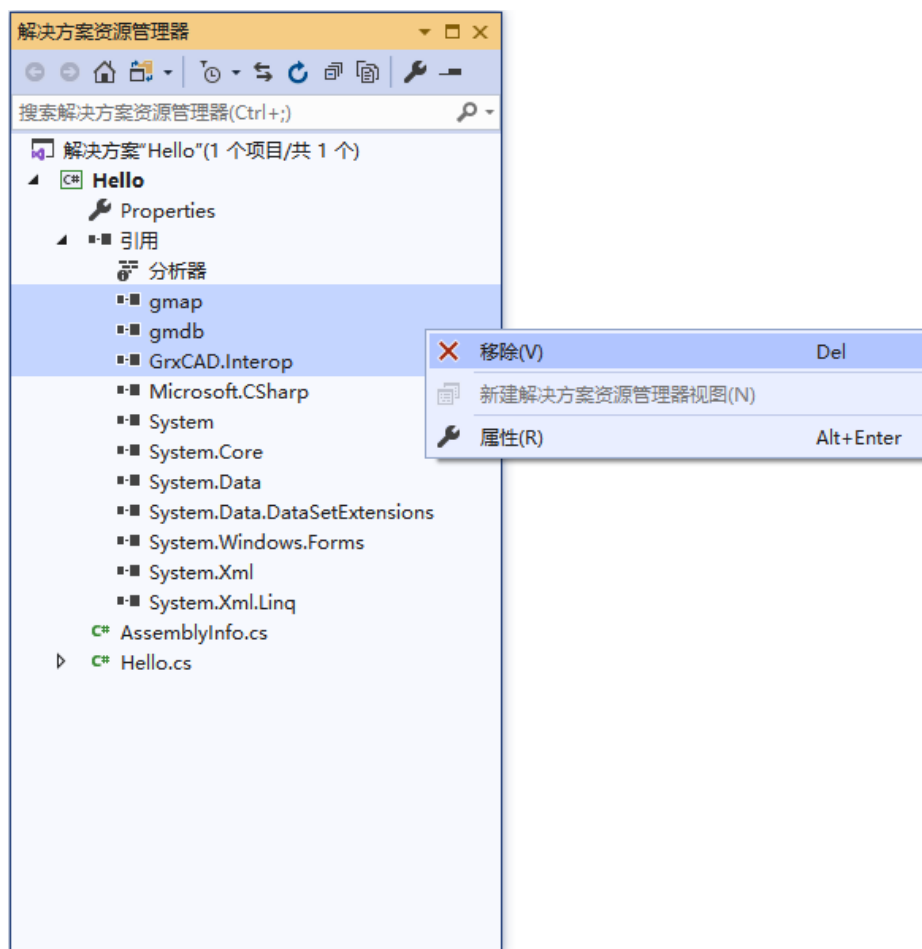 解决方案资源管理器
搜索解决方案资源管理器(Ctrl+;)
解决方案"Hello"(1 个项目/共 1 个)
C# Hello
Properties
引用
分析器
gmap
gmdb
GrxCAD.Interop
Microsoft.CSharp
System
System.Core
System.Data
System.Data.DataSetExtensions
System.Windows.Forms
System.Xml
System.Xml.Linq
C# AssemblyInfo.cs
C# Hello.cs
移除(V) Del
新建解决方案资源管理器视图(N)
属性(R) Alt+Enter